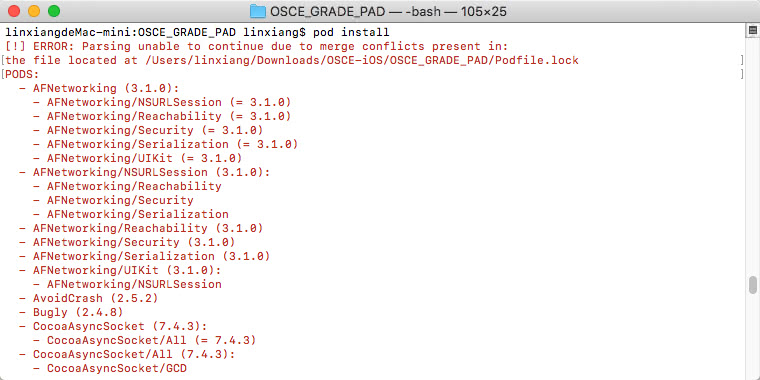 OSCE_GRADE_PAD — -bash — 105×25
linxiangdeMac-mini:OSCE_GRADE_PAD linxiang$ pod install
[!] ERROR: Parsing unable to continue due to merge conflicts present in:
[the file located at /Users/linxiang/Downloads/OSCE-iOS/OSCE_GRADE_PAD/Podfile.lock ]
[PODS: ]
- AFNetworking (3.1.0):
- AFNetworking/NSURLSession (= 3.1.0)
- AFNetworking/Reachability (= 3.1.0)
- AFNetworking/Security (= 3.1.0)
- AFNetworking/Serialization (= 3.1.0)
- AFNetworking/UIKit (= 3.1.0)
- AFNetworking/NSURLSession (3.1.0):
- AFNetworking/Reachability
- AFNetworking/Security
- AFNetworking/Serialization
- AFNetworking/Reachability (3.1.0)
- AFNetworking/Security (3.1.0)
- AFNetworking/Serialization (3.1.0)
- AFNetworking/UIKit (3.1.0):
- AFNetworking/NSURLSession
- AvoidCrash (2.5.2)
- Bugly (2.4.8)
- CocoaAsyncSocket (7.4.3):
- CocoaAsyncSocket/All (= 7.4.3)
- CocoaAsyncSocket/All (7.4.3):
- CocoaAsyncSocket/GCD